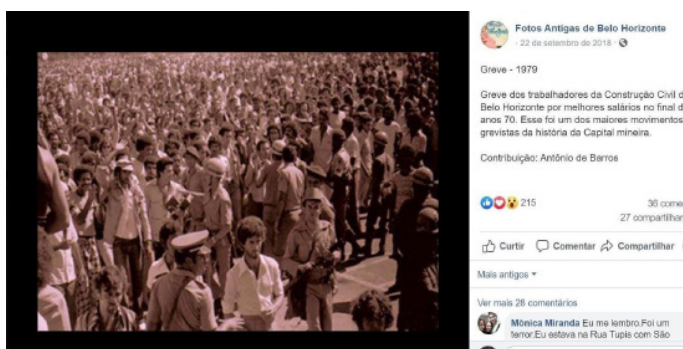 Fotos Antigas de Belo Horizonte
22 de setembro de 2018 ·
Greve - 1979
Greve dos trabalhadores da Construção Civil d
Belo Horizonte por melhores salários no final d
anos 70. Esse foi um dos maiores movimentos
grevistas da história da Capital mineira.
Contribuição: Antônio de Barros
215
36 come
27 compartilhar
Curtir Comentar Compartilhar
Mais antigos
Ver mais 28 comentários
Mônica Miranda Eu me lembro.Foi um
terror.Eu estava na Rua Tupis com São